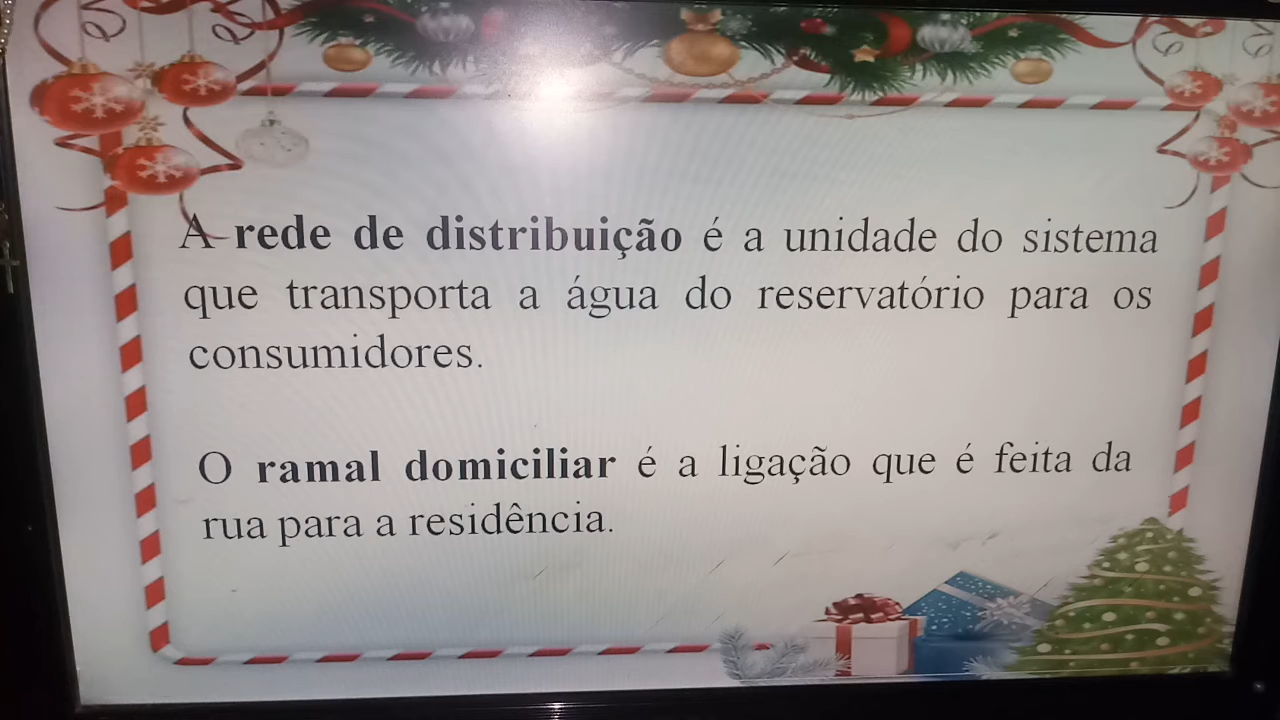 A rede de distribuição é a unidade do sistema
que transporta a água do reservatório para os
consumidores.
O ramal domiciliar é a ligação que é feita da
rua para a residência.